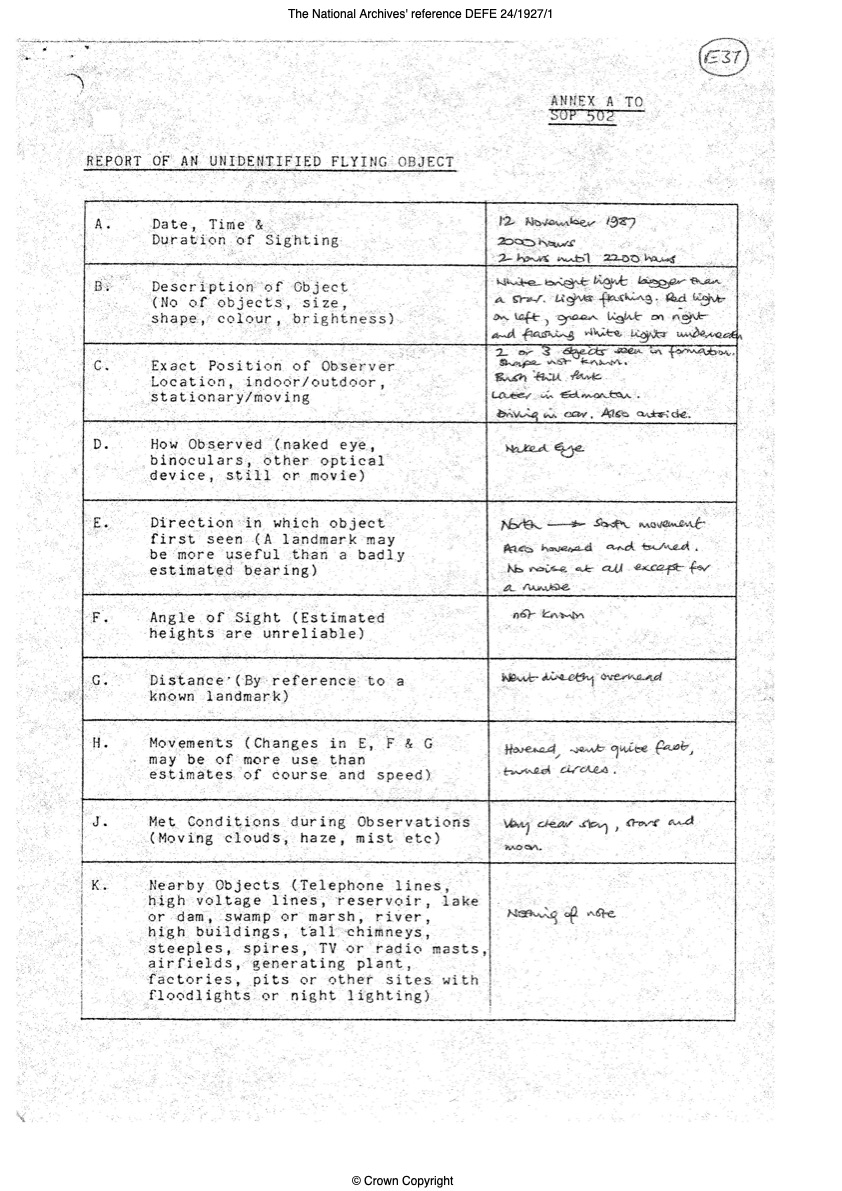 The National Archives' reference DEFE 24/1927/1
E37
ANNEX A TO
SOP 502
REPORT OF AN UNIDENTIFIED FLYING OBJECT
A. Date, Time &
Duration of Sighting
12 November 1987
2000 hours
2 hours until 2200 hours
B. Description of Object
(No of objects, size,
shape, colour, brightness)
White bright light bigger than
a star. Lights flashing. Red light
on left, green light on right
and flashing white lights underneath
2 or 3 objects seen in formation.
Shape not known.
C. Exact Position of Observer
Location, indoor/outdoor,
stationary/moving
Bush Hill Park
Later in Edmonton.
Driving in car. Also outside.
D. How Observed (naked eye,
binoculars, other optical
device, still or movie)
Naked Eye
E. Direction in which object
first seen (A landmark may
be more useful than a badly
estimated bearing)
North → South movement
Also hovered and turned.
No noise at all except for
a rumble
F. Angle of Sight (Estimated
heights are unreliable)
not known
G. Distance (By reference to a
known landmark)
Went directly overhead
H. Movements (Changes in E, F & G
may be of more use than
estimates of course and speed)
Hovered, went quite fast,
turned circles.
J. Met Conditions during Observations
(Moving clouds, haze, mist etc)
Very clear sky, stars and
moon.
K. Nearby Objects (Telephone lines,
high voltage lines, reservoir, lake
or dam, swamp or marsh, river,
high buildings, tall chimneys,
steeples, spires, TV or radio masts,
airfields, generating plant,
factories, pits or other sites with
floodlights or night lighting)
Nothing of note
© Crown Copyright